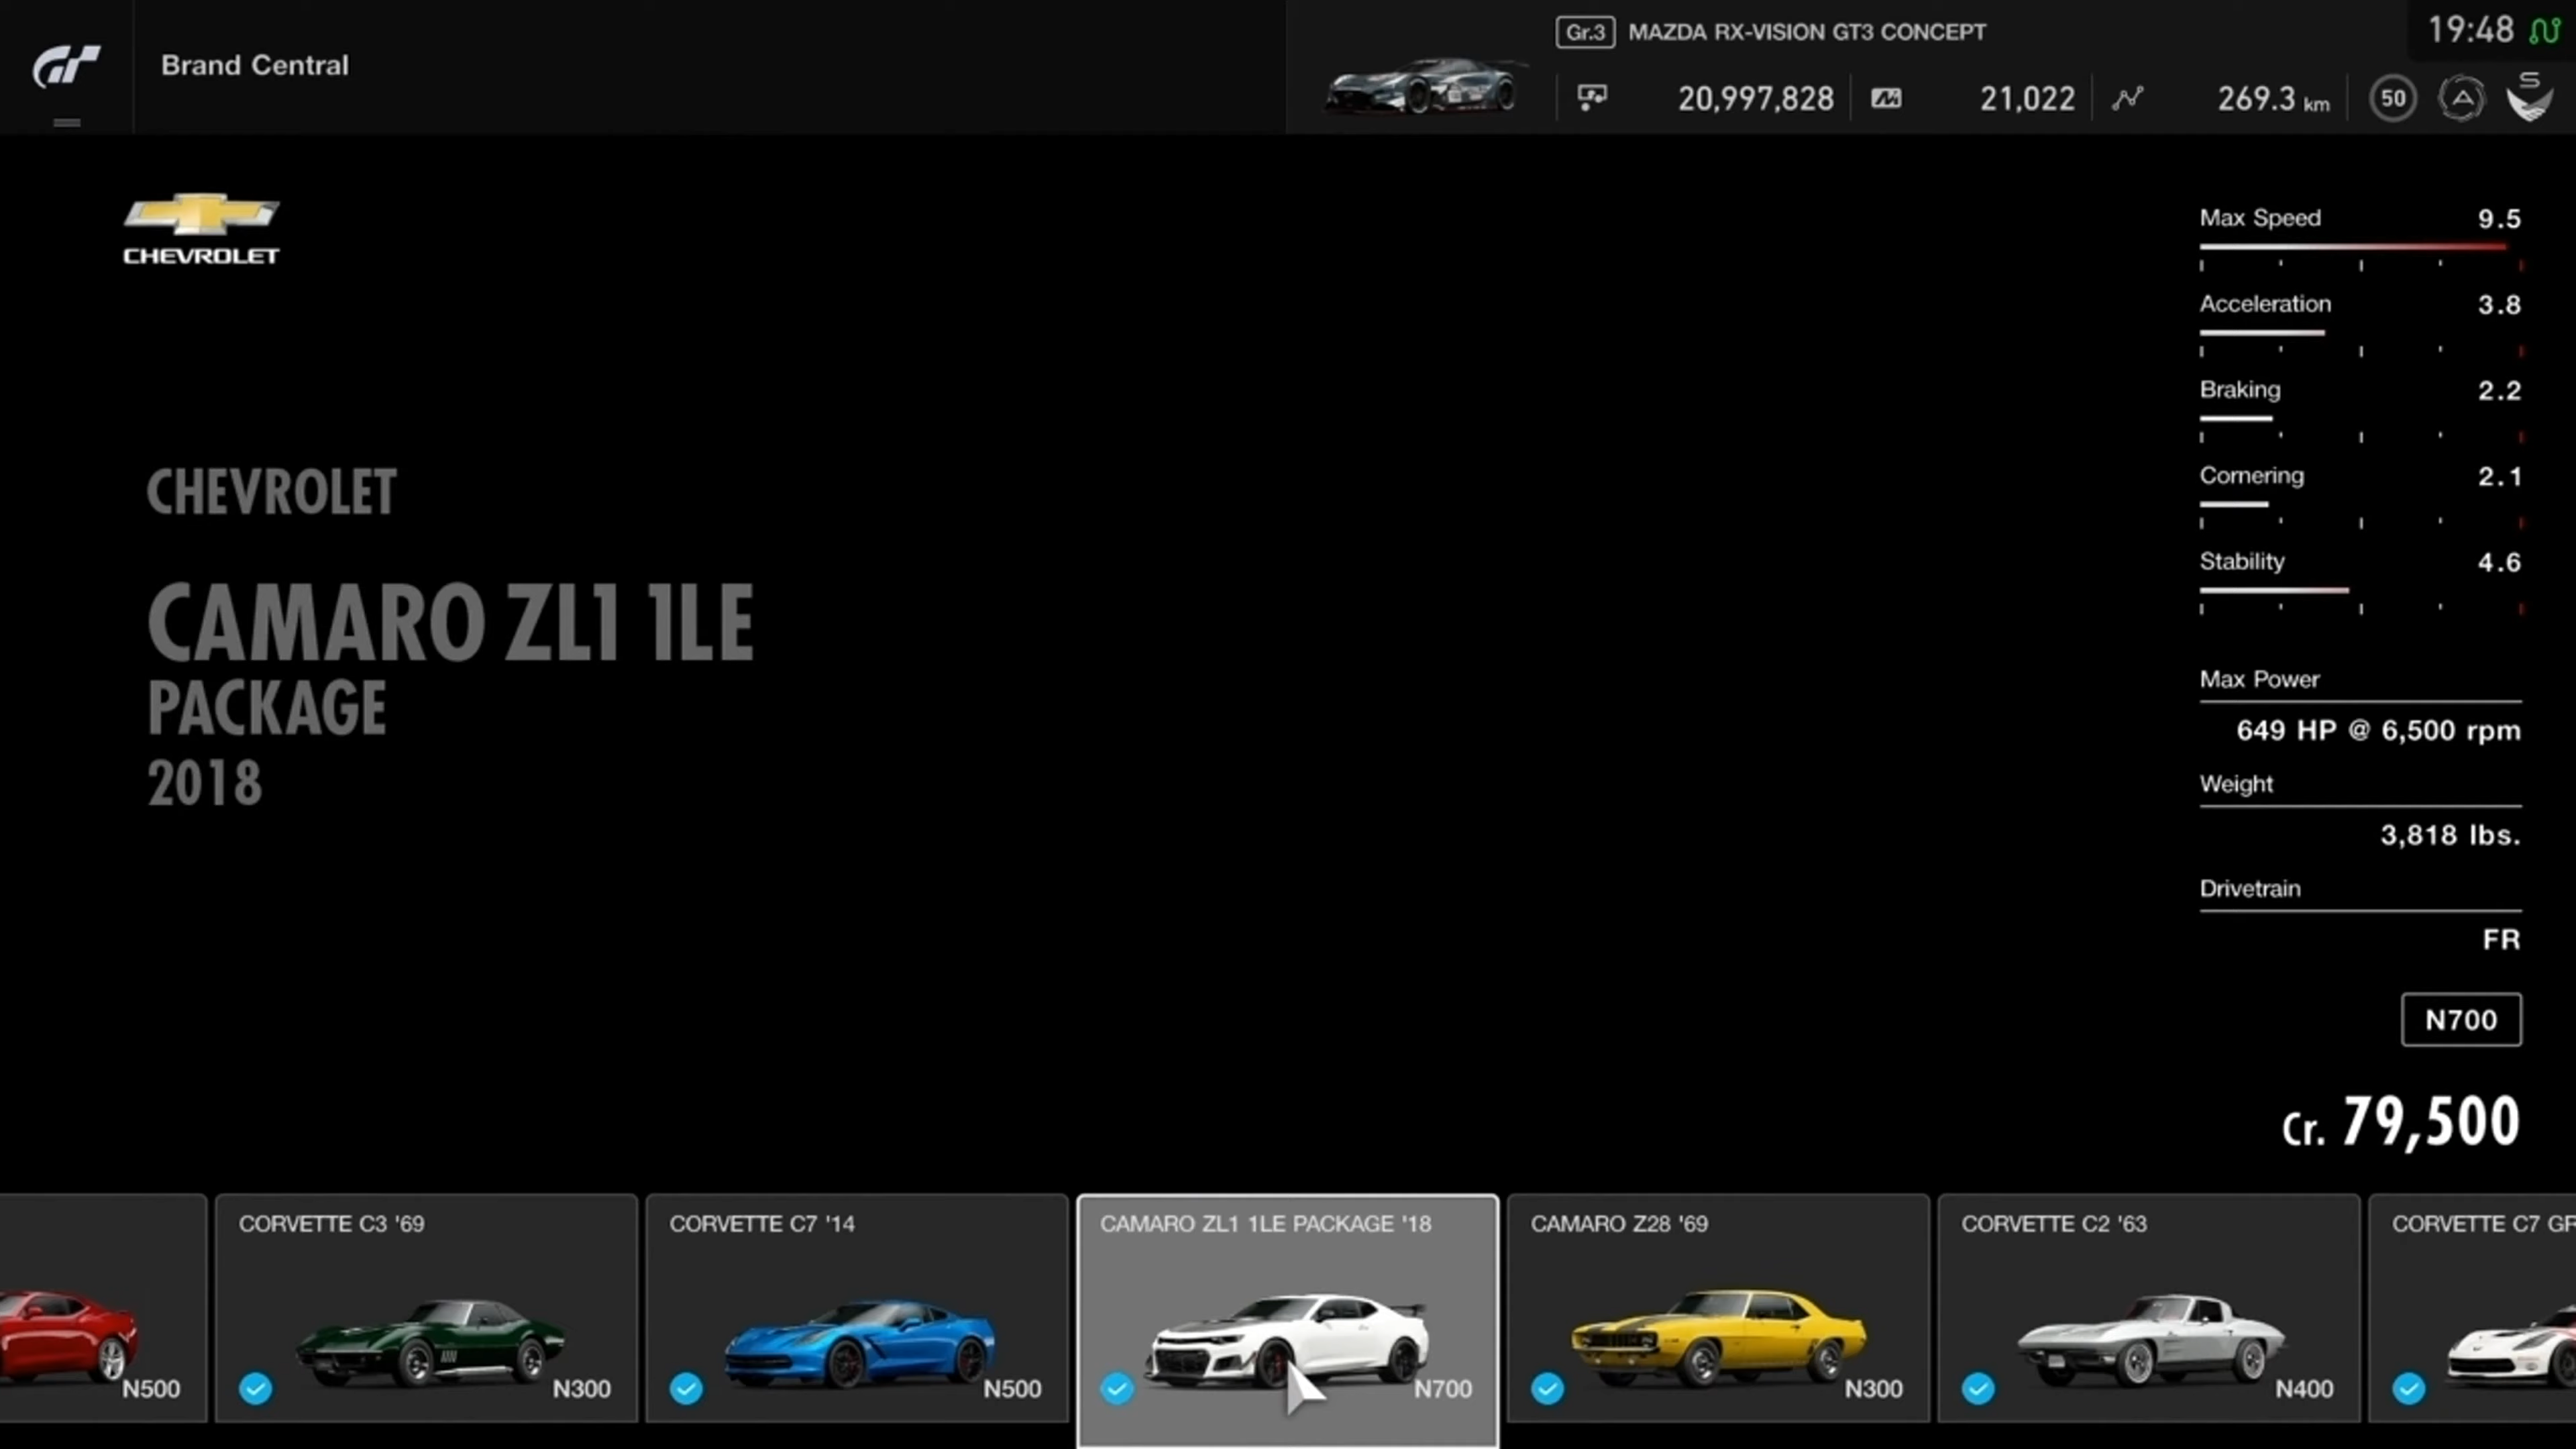 Brand Central
Gr.3 MAZDA RX-VISION GT3 CONCEPT
19:48
20,997,828
21,022
269.3 km
50
A
S
CHEVROLET
CHEVROLET
CAMARO ZL1 1LE
PACKAGE
2018
Max Speed 9.5
Acceleration 3.8
Braking 2.2
Cornering 2.1
Stability 4.6
Max Power
649 HP @ 6,500 rpm
Weight
3,818 lbs.
Drivetrain
FR
N700
Cr. 79,500
N500
CORVETTE C3 '69
N300
CORVETTE C7 '14
N500
CAMARO ZL1 1LE PACKAGE '18
N700
CAMARO Z28 '69
N300
CORVETTE C2 '63
N400
CORVETTE C7 GR